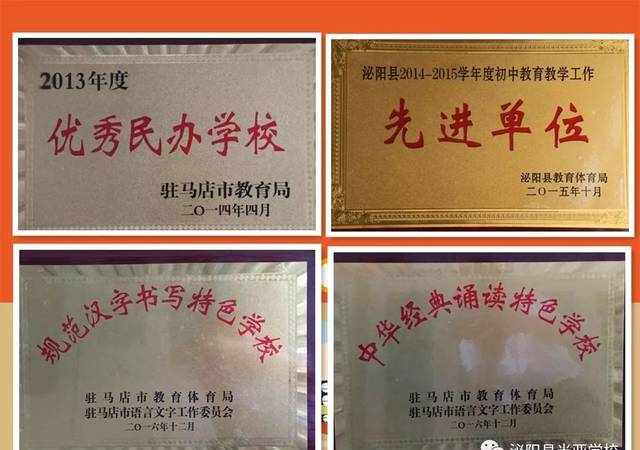 2013年度
优秀民办学校
驻马店市教育局
二〇一四年四月
泌阳县2014-2015学年度初中教育教学工作
先进单位
泌阳县教育体育局
二〇一五年十月
规范汉字书写特色学校
驻马店市教育体育局
驻马店市语言文字工作委员会
二〇一六年十二月
中华经典诵读特色学校
驻马店市教育体育局
驻马店市语言文字工作委员会
二〇一六年十二月